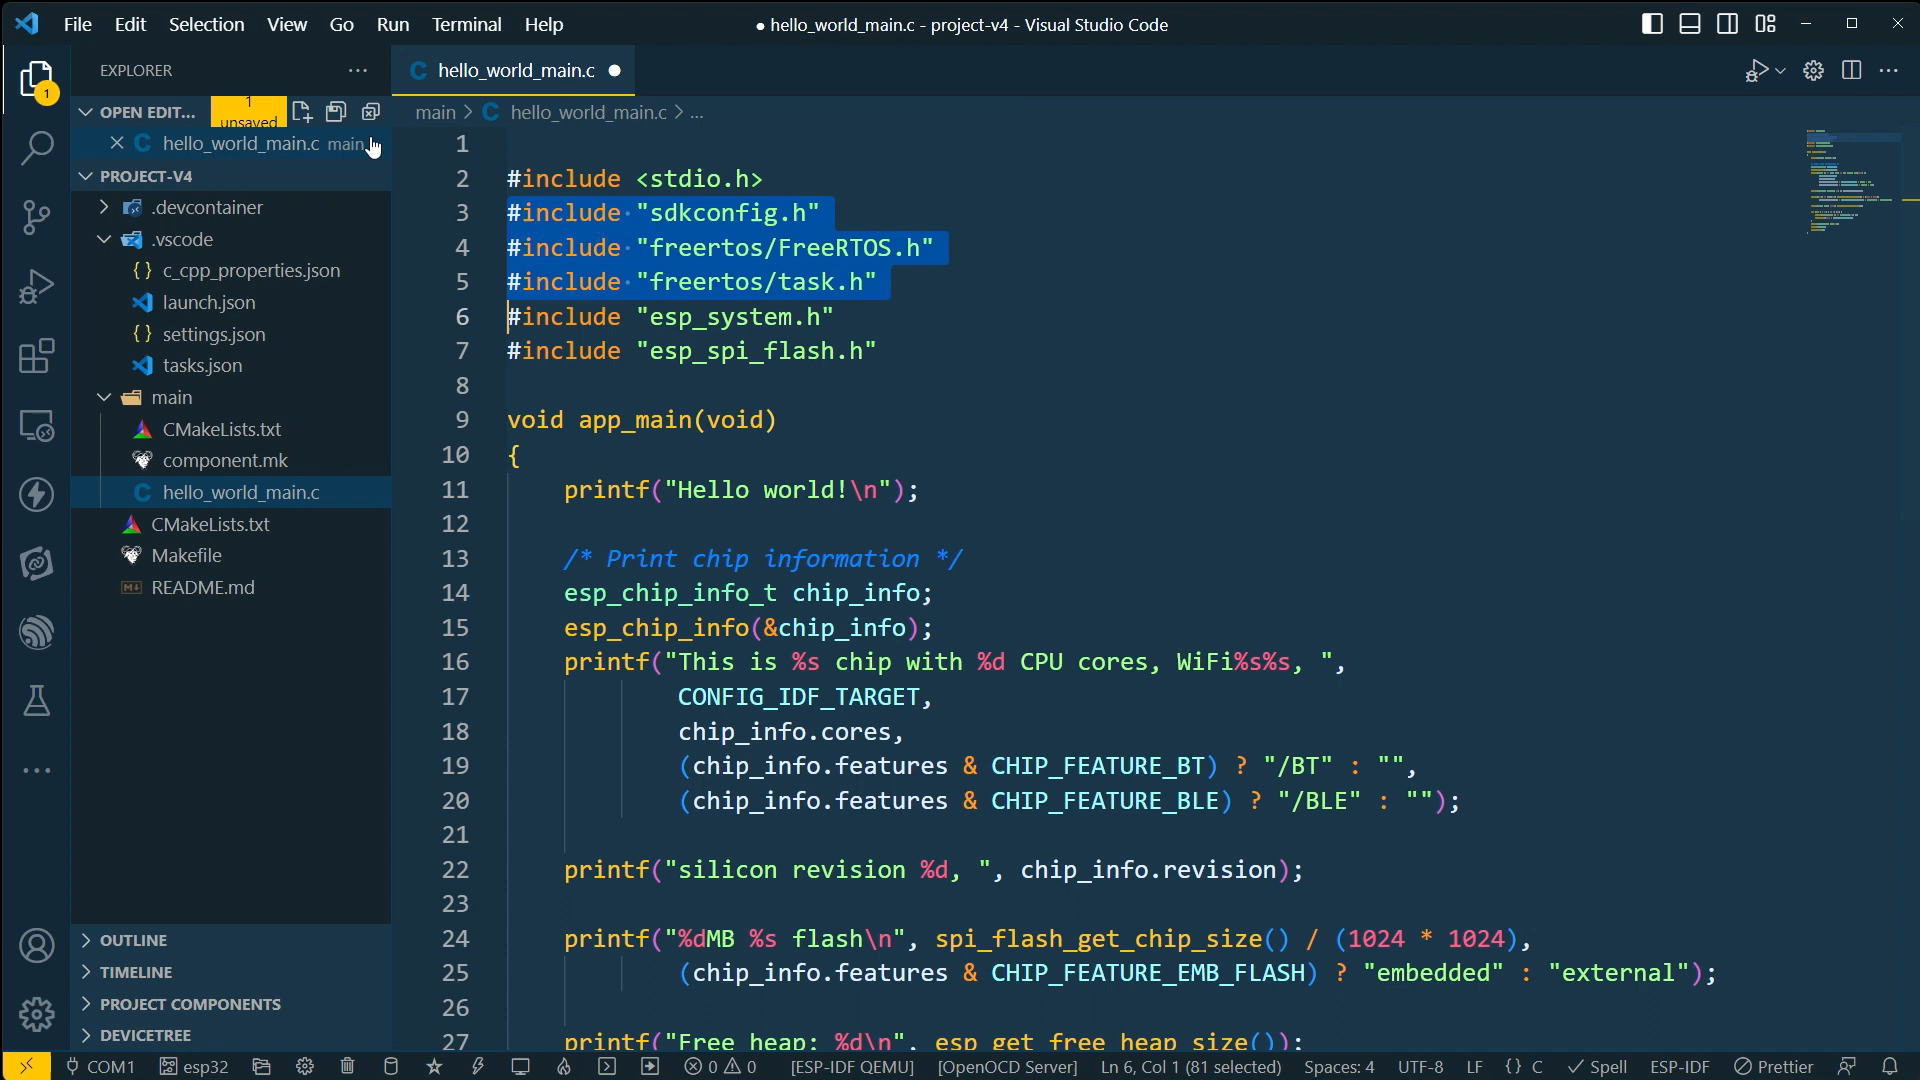 File Edit Selection View Go Run Terminal Help
● hello_world_main.c - project-v4 - Visual Studio Code
EXPLORER
hello_world_main.c
1
OPEN EDIT...
1 unsaved
main > C hello_world_main.c > ...
C hello_world_main.c main
PROJECT-V4
.devcontainer
.vscode
{} c_cpp_properties.json
launch.json
{} settings.json
tasks.json
main
CMakeLists.txt
component.mk
C hello_world_main.c
CMakeLists.txt
Makefile
README.md
OUTLINE
TIMELINE
PROJECT COMPONENTS
DEVICETREE
1
2 #include <stdio.h>
3 #include "sdkconfig.h"
4 #include "freertos/FreeRTOS.h"
5 #include "freertos/task.h"
6 #include "esp_system.h"
7 #include "esp_spi_flash.h"
8
9 void app_main(void)
10 {
11 printf("Hello world!\n");
12
13 /* Print chip information */
14 esp_chip_info_t chip_info;
15 esp_chip_info(&chip_info);
16 printf("This is %s chip with %d CPU cores, WiFi%s%s, ",
17 CONFIG_IDF_TARGET,
18 chip_info.cores,
19 (chip_info.features & CHIP_FEATURE_BT) ? "/BT" : "",
20 (chip_info.features & CHIP_FEATURE_BLE) ? "/BLE" : "");
21
22 printf("silicon revision %d, ", chip_info.revision);
23
24 printf("%dMB %s flash\n", spi_flash_get_chip_size() / (1024 * 1024),
25 (chip_info.features & CHIP_FEATURE_EMB_FLASH) ? "embedded" : "external");
26
27 printf("Free heap: %d\n", esp_get_free_heap_size());
COM1 esp32 0 0 [ESP-IDF QEMU] [OpenOCD Server] Ln 6, Col 1 (81 selected) Spaces: 4 UTF-8 LF {} C Spell ESP-IDF Prettier